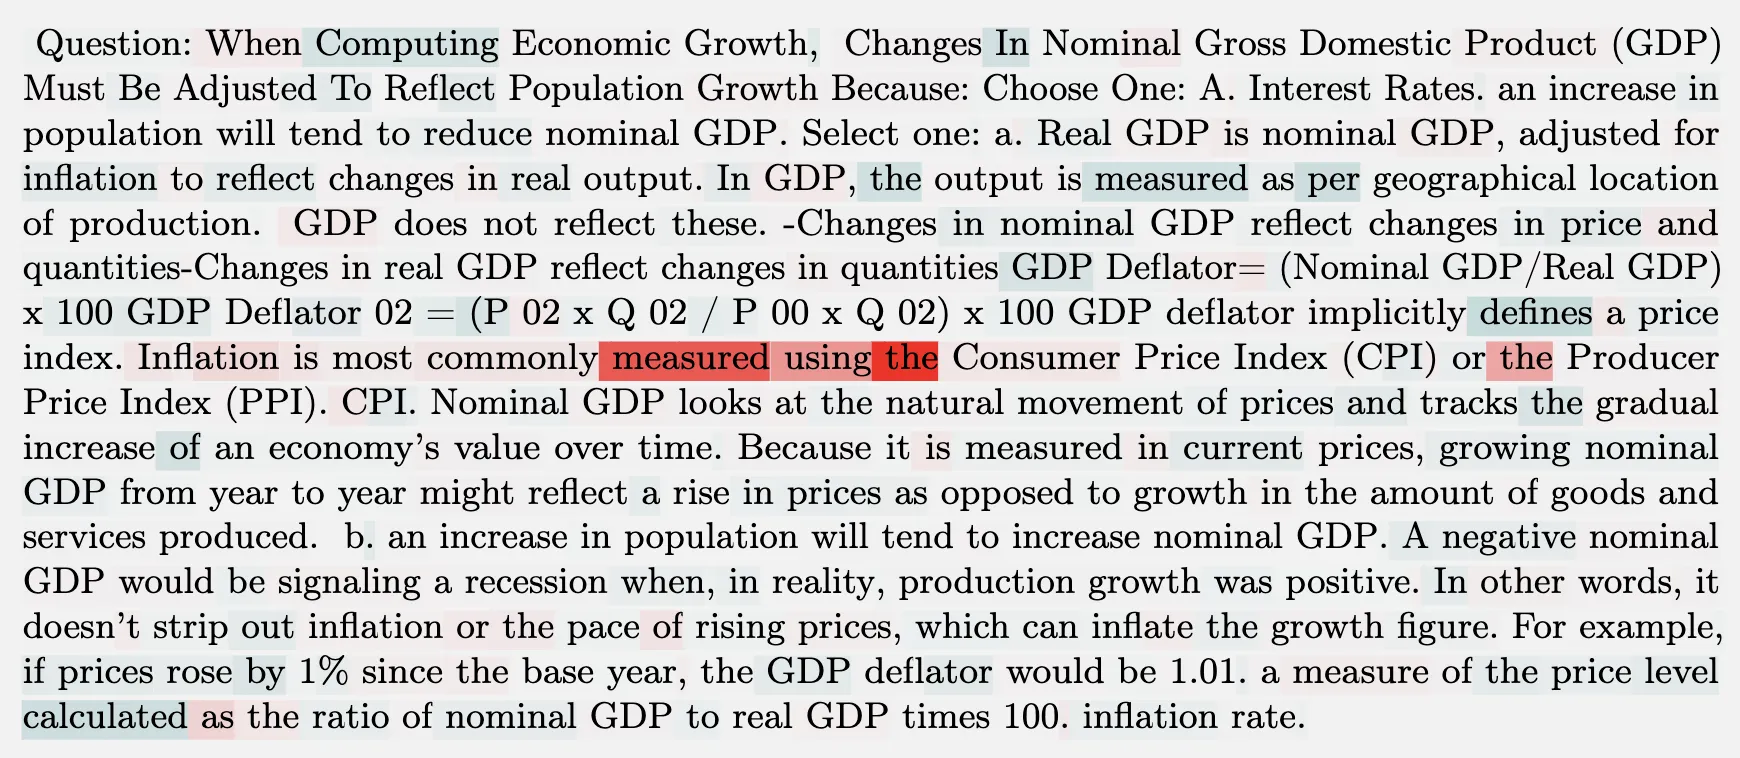 Question: When Computing Economic Growth, Changes In Nominal Gross Domestic Product (GDP)
Must Be Adjusted To Reflect Population Growth Because: Choose One: A. Interest Rates. an increase in
population will tend to reduce nominal GDP. Select one: a. Real GDP is nominal GDP, adjusted for
inflation to reflect changes in real output. In GDP, the output is measured as per geographical location
of production. GDP does not reflect these. -Changes in nominal GDP reflect changes in price and
quantities-Changes in real GDP reflect changes in quantities GDP Deflator= (Nominal GDP/Real GDP)
x 100 GDP Deflator 02 = (P 02 x Q 02 / P 00 x Q 02) x 100 GDP deflator implicitly defines a price
index. Inflation is most commonly measured using the Consumer Price Index (CPI) or the Producer
Price Index (PPI). CPI. Nominal GDP looks at the natural movement of prices and tracks the gradual
increase of an economy's value over time. Because it is measured in current prices, growing nominal
GDP from year to year might reflect a rise in prices as opposed to growth in the amount of goods and
services produced. b. an increase in population will tend to increase nominal GDP. A negative nominal
GDP would be signaling a recession when, in reality, production growth was positive. In other words, it
doesn't strip out inflation or the pace of rising prices, which can inflate the growth figure. For example,
if prices rose by 1% since the base year, the GDP deflator would be 1.01. a measure of the price level
calculated as the ratio of nominal GDP to real GDP times 100. inflation rate.